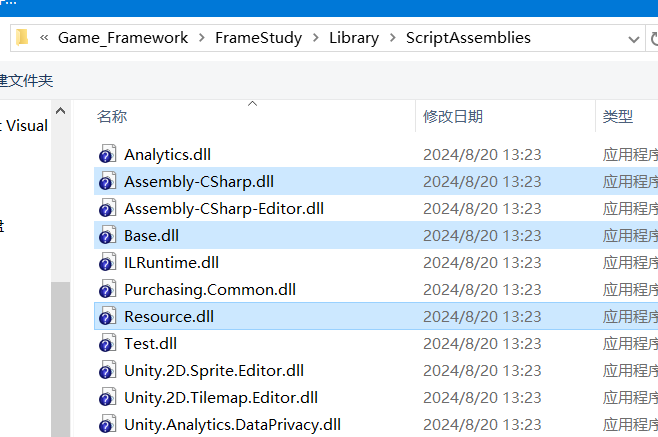 Game_Framework FrameStudy Library ScriptAssemblies
建文件夹
名称 修改日期 类型
Visual
Analytics.dll 2024/8/20 13:23 应用程序
Assembly-CSharp.dll 2024/8/20 13:23 应用程序
Assembly-CSharp-Editor.dll 2024/8/20 13:23 应用程序
Base.dll 2024/8/20 13:23 应用程序
ILRuntime.dll 2024/8/20 13:23 应用程序
Purchasing.Common.dll 2024/8/20 13:23 应用程序
Resource.dll 2024/8/20 13:23 应用程序
Test.dll 2024/8/20 13:23 应用程序
Unity.2D.Sprite.Editor.dll 2024/8/20 13:23 应用程序
Unity.2D.Tilemap.Editor.dll 2024/8/20 13:23 应用程序
Unity.Analytics.DataPrivacy.dll 2024/8/20 13:23 应用程序